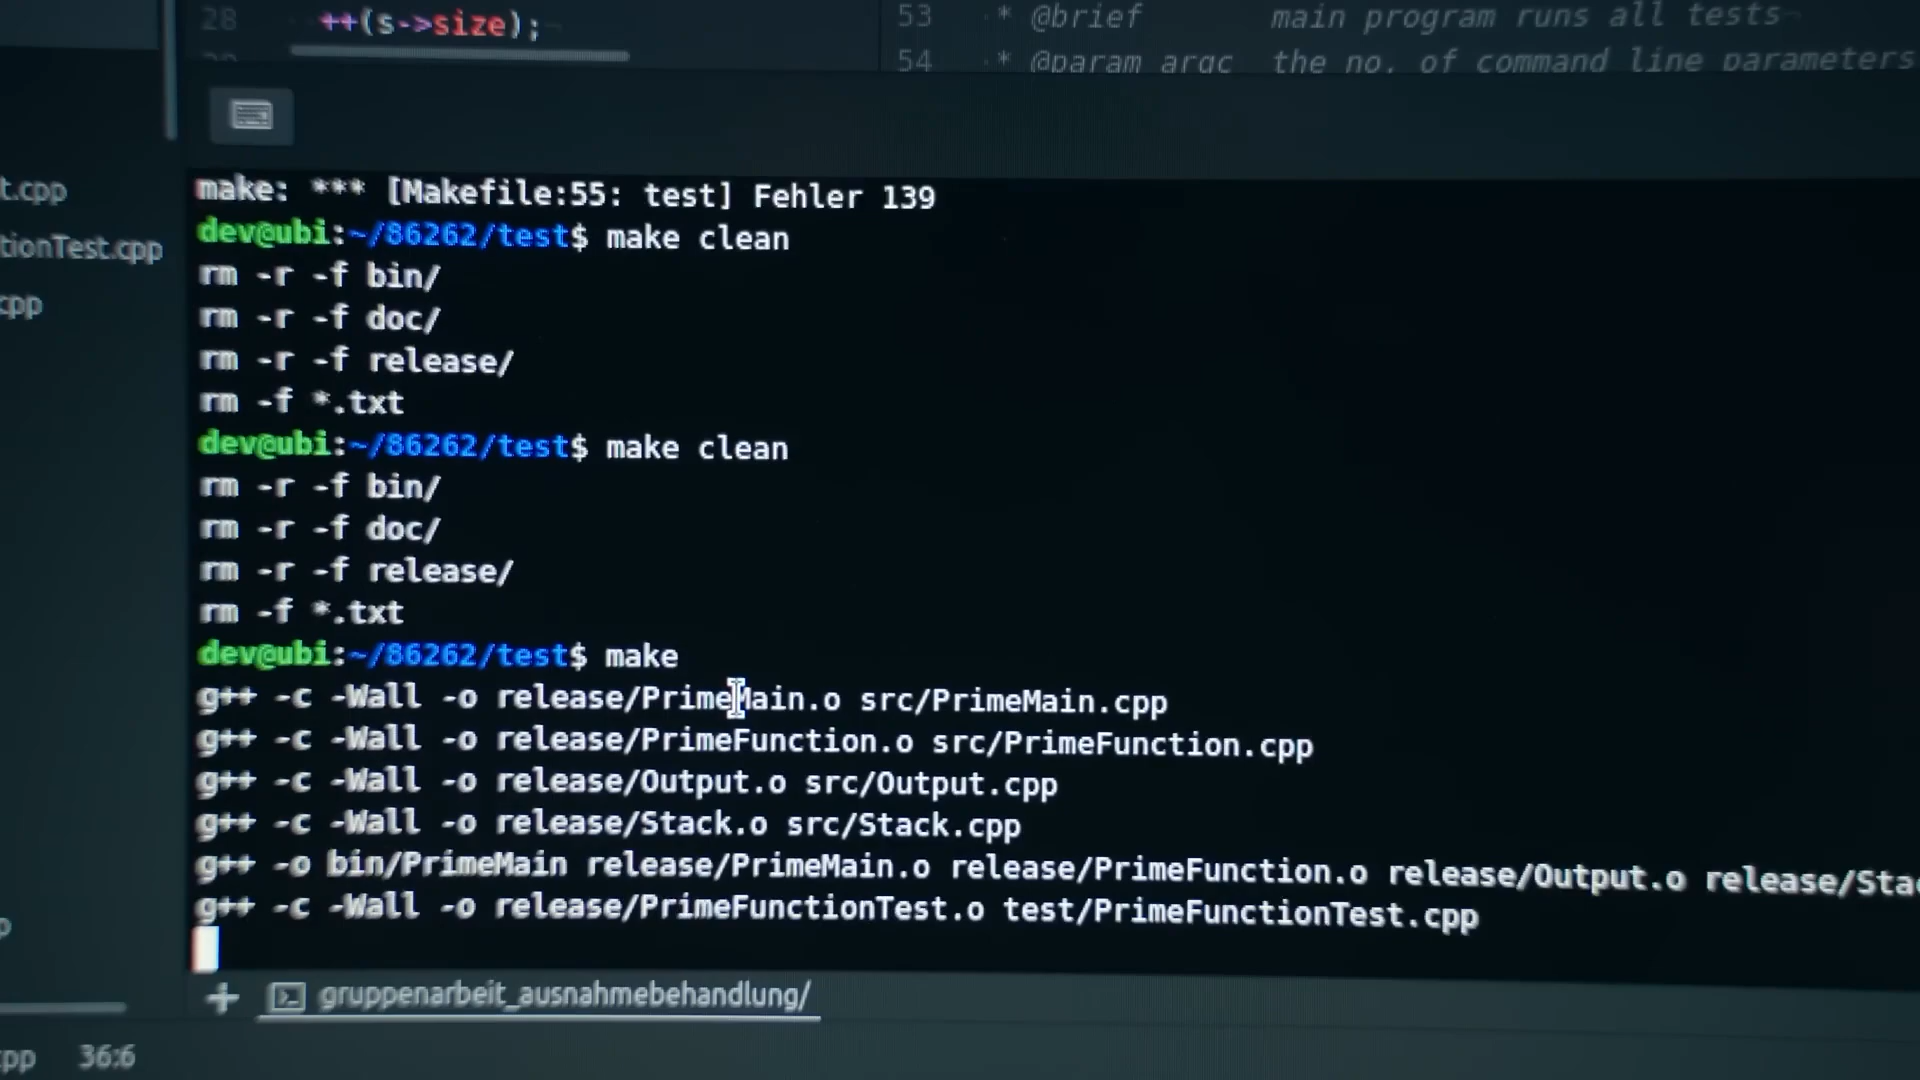 28 ++(s->size);
53 * @brief main program runs all tests
54 * @param argc the no. of command line parameters
make: *** [Makefile:55: test] Fehler 139
t.cpp
dev@ubi:~/86262/test$ make clean
tionTest.cpp
rm -r -f bin/
cpp
rm -r -f doc/
rm -r -f release/
rm -f *.txt
dev@ubi:~/86262/test$ make clean
rm -r -f bin/
rm -r -f doc/
rm -r -f release/
rm -f *.txt
dev@ubi:~/86262/test$ make
g++ -c -Wall -o release/PrimeMain.o src/PrimeMain.cpp
g++ -c -Wall -o release/PrimeFunction.o src/PrimeFunction.cpp
g++ -c -Wall -o release/Output.o src/Output.cpp
g++ -c -Wall -o release/Stack.o src/Stack.cpp
g++ -o bin/PrimeMain release/PrimeMain.o release/PrimeFunction.o release/Output.o release/Stac
g++ -c -Wall -o release/PrimeFunctionTest.o test/PrimeFunctionTest.cpp
gruppenarbeit_ausnahmebehandlung/
cpp 36:6